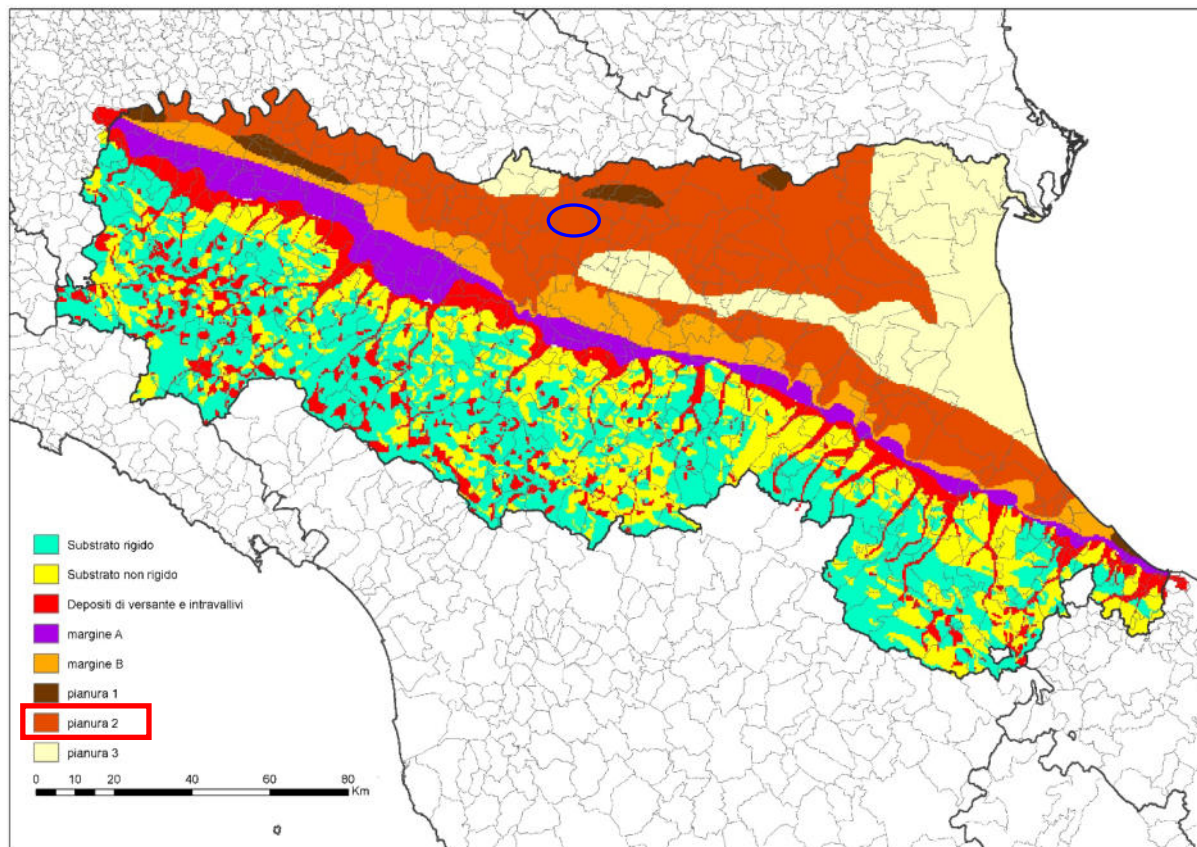 Substrato rigido
Substrato non rigido
Depositi di versante e intravallivi
margine A
margine B
pianura 1
pianura 2
pianura 3
0 10 20 40 60 80
Km